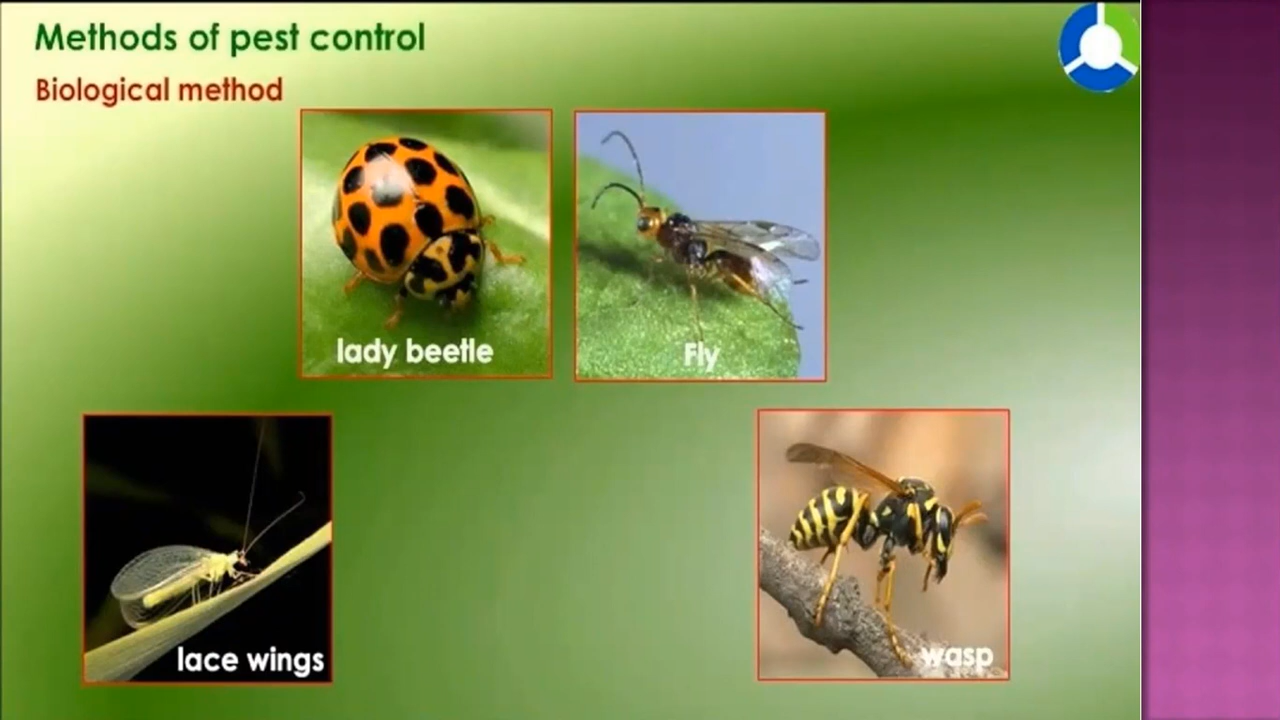 Methods of pest control
Biological method
lady beetle
Fly
lace wings
wasp